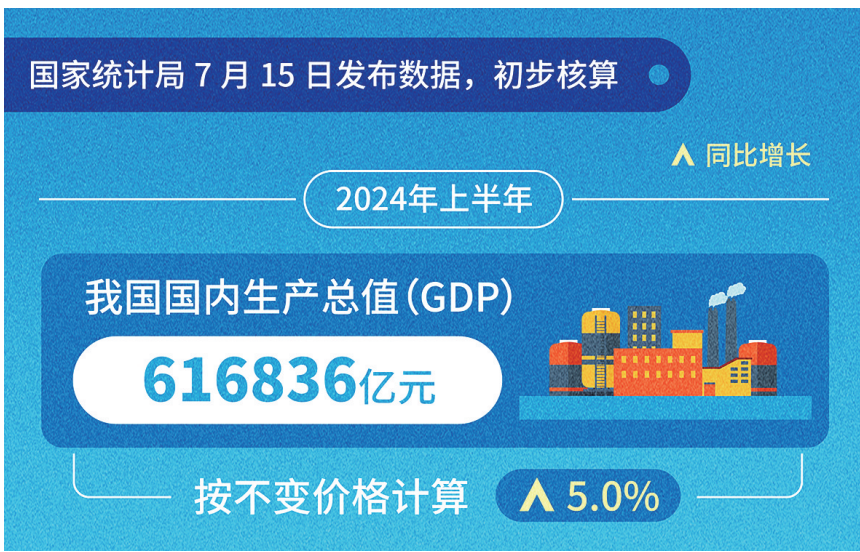 国家统计局 7 月 15 日发布数据，初步核算
同比增长
2024年上半年
我国国内生产总值（GDP）
616836亿元
按不变价格计算
5.0%